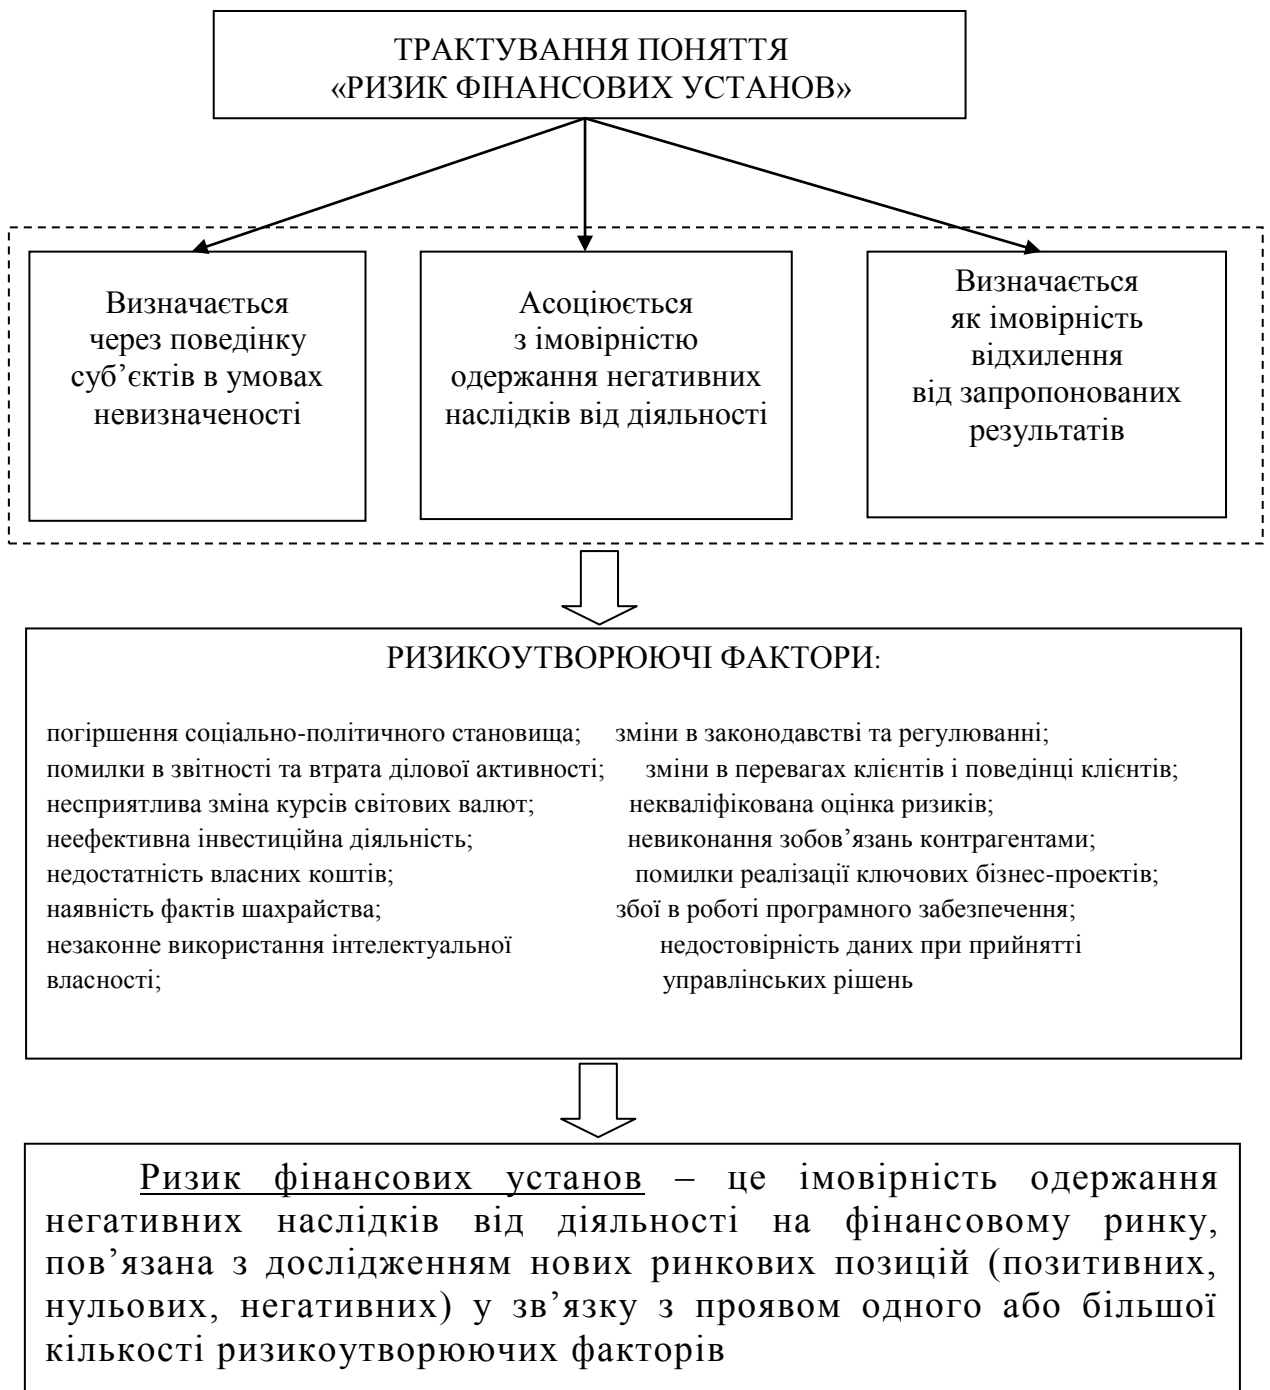 ТРАКТУВАННЯ ПОНЯТТЯ
«РИЗИК ФІНАНСОВИХ УСТАНОВ»
Визначається
через поведінку
суб’єктів в умовах
невизначеності
Асоціюється
з імовірністю
одержання негативних
наслідків від діяльності
Визначається
як імовірність
відхилення
від запропонованих
результатів
РИЗИКОУТВОРЮЮЧІ ФАКТОРИ:
погіршення соціально-політичного становища; зміни в законодавстві та регулюванні;
помилки в звітності та втрата ділової активності; зміни в перевагах клієнтів і поведінці клієнтів;
несприятлива зміна курсів світових валют; некваліфікована оцінка ризиків;
неефективна інвестиційна діяльність; невиконання зобов’язань контрагентами;
недостатність власних коштів; помилки реалізації ключових бізнес-проектів;
наявність фактів шахрайства; збої в роботі програмного забезпечення;
незаконне використання інтелектуальної недостовірність даних при прийнятті
власності; управлінських рішень
Ризик фінансових установ – це імовірність одержання
негативних наслідків від діяльності на фінансовому ринку,
пов’язана з дослідженням нових ринкових позицій (позитивних,
нульових, негативних) у зв’язку з проявом одного або більшої
кількості ризикоутворюючих факторів